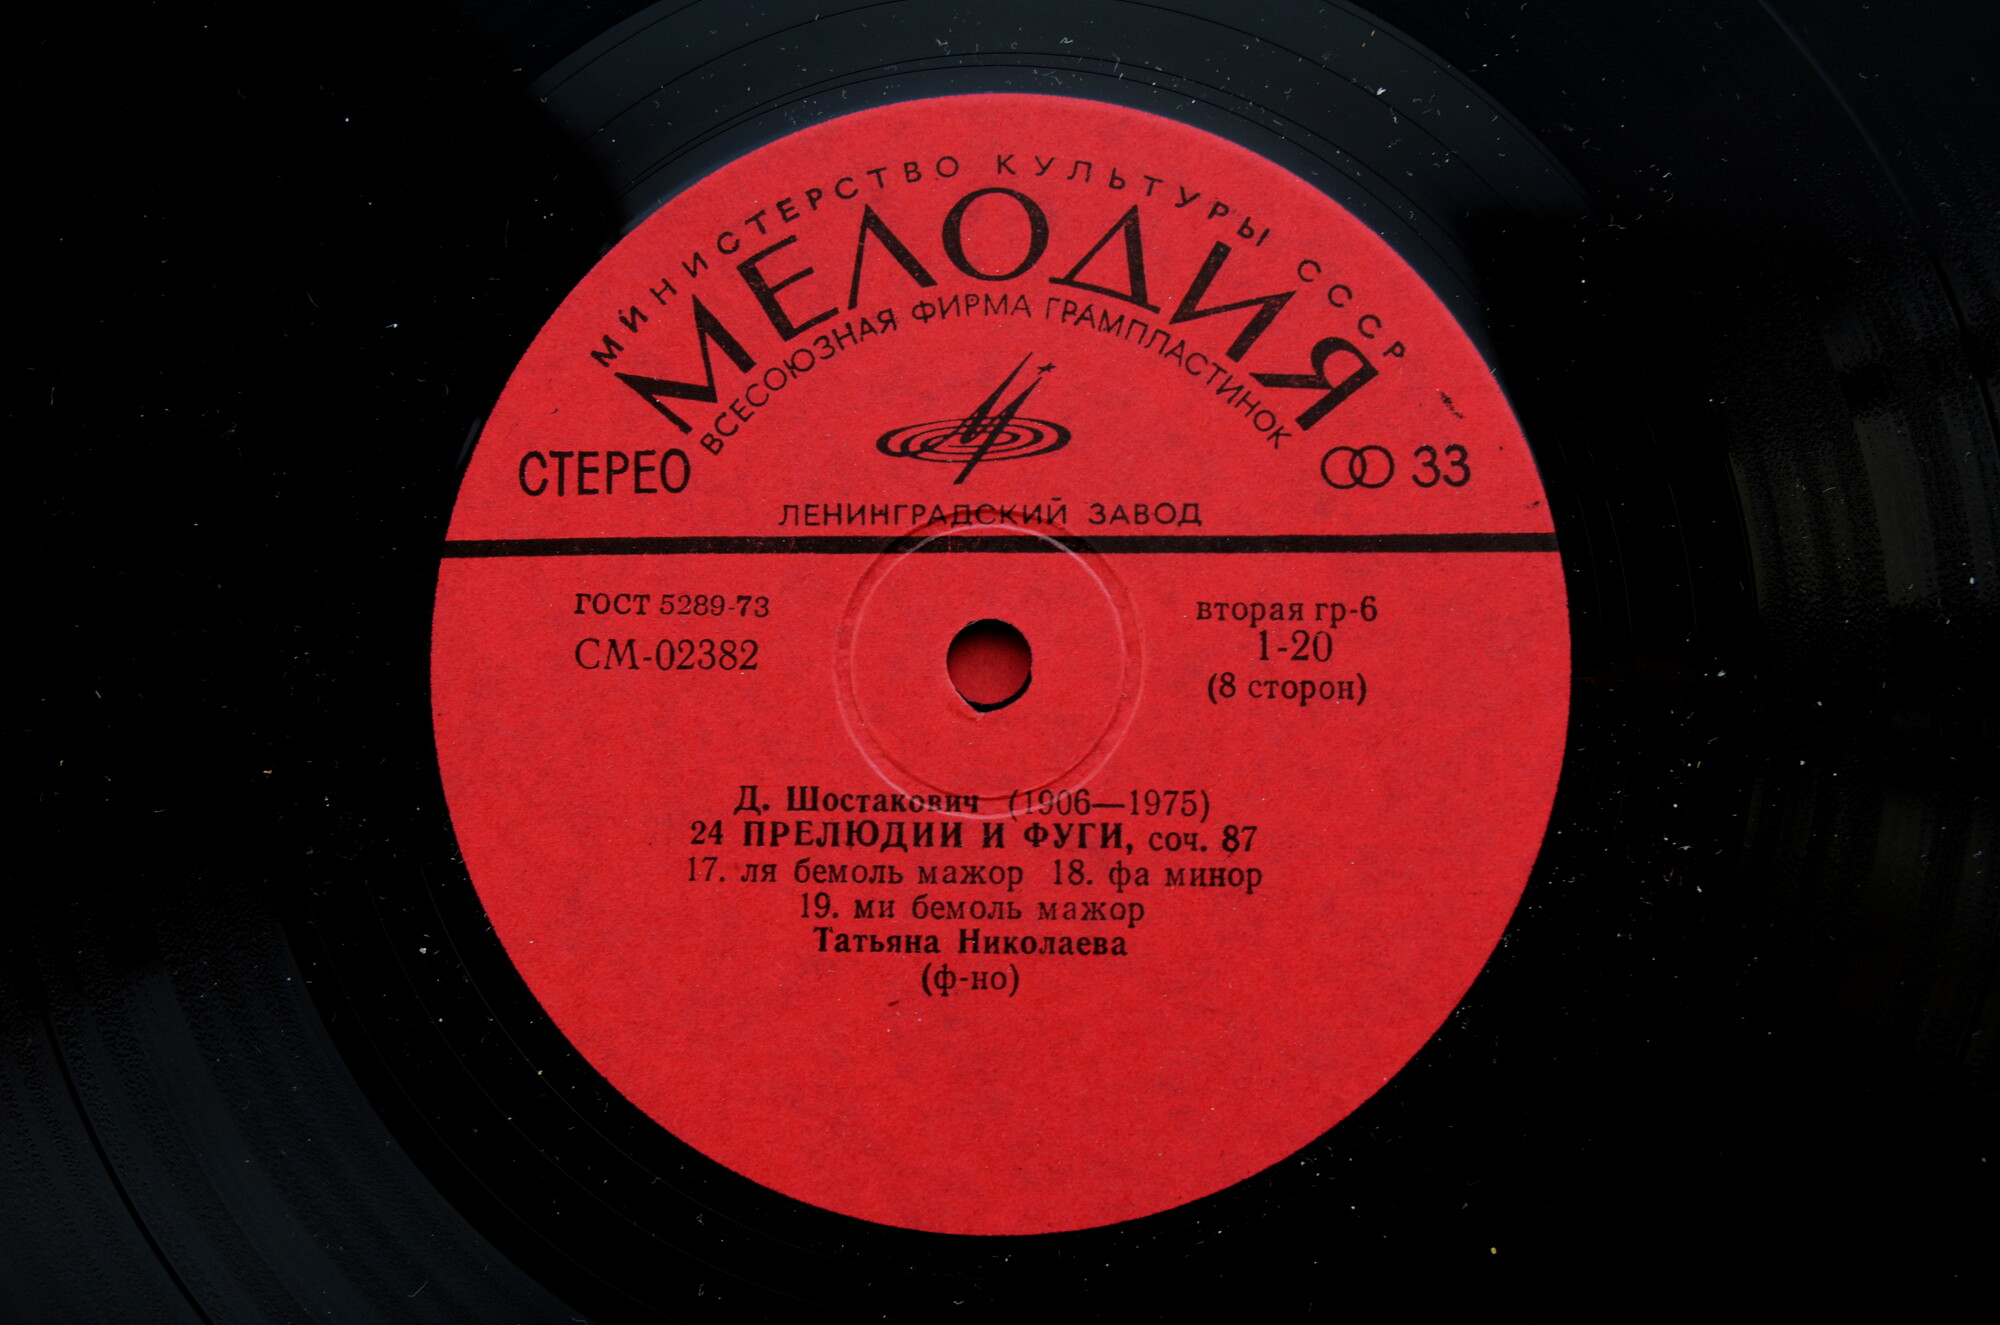 МИНИСТЕРСТВО КУЛЬТУРЫ СССР
МЕЛОДИЯ
ВСЕСОЮЗНАЯ ФИРМА ГРАМПЛАСТИНОК
СТЕРЕО
33
ЛЕНИНГРАДСКИЙ ЗАВОД
ГОСТ 5289-73
СМ-02382
вторая гр-6
1-20
(8 сторон)
Д. Шостакович (1906—1975)
24 ПРЕЛЮДИИ И ФУГИ, соч. 87
17. ля бемоль мажор 18. фа минор
19. ми бемоль мажор
Татьяна Николаева
(ф-но)